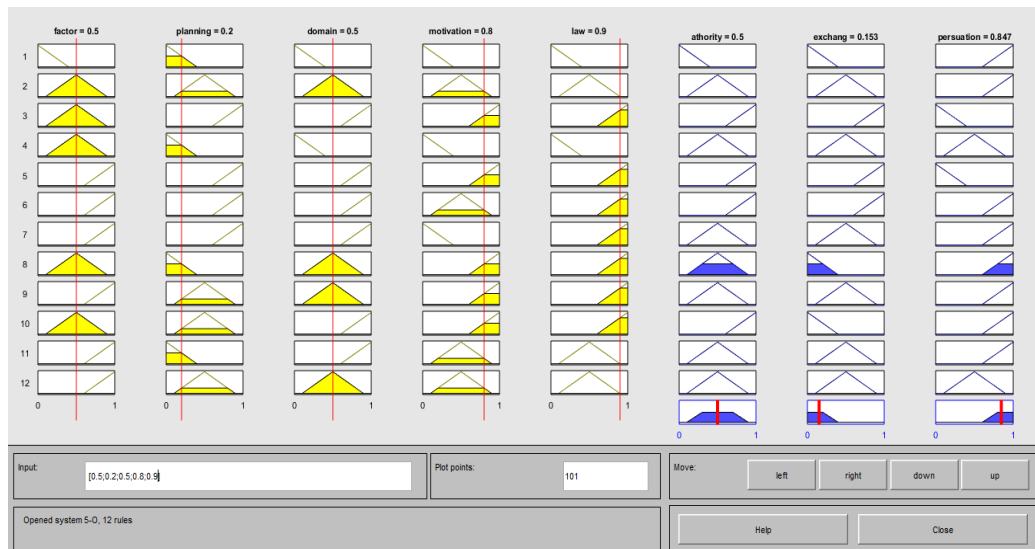 factor = 0.5 planning = 0.2 domain = 0.5 motivation = 0.8 law = 0.9 athority = 0.5 exchang = 0.153 persuation = 0.847
1
2
3
4
5
6
7
8
9
10
11
12
0 1 0 1 0 1 0 1 0 1
0 1 0 1 0 1
Input: Plot points: Move:
[0.5;0.2;0.5;0.8;0.9] 101 left right down up
Opened system 5-O, 12 rules
Help Close